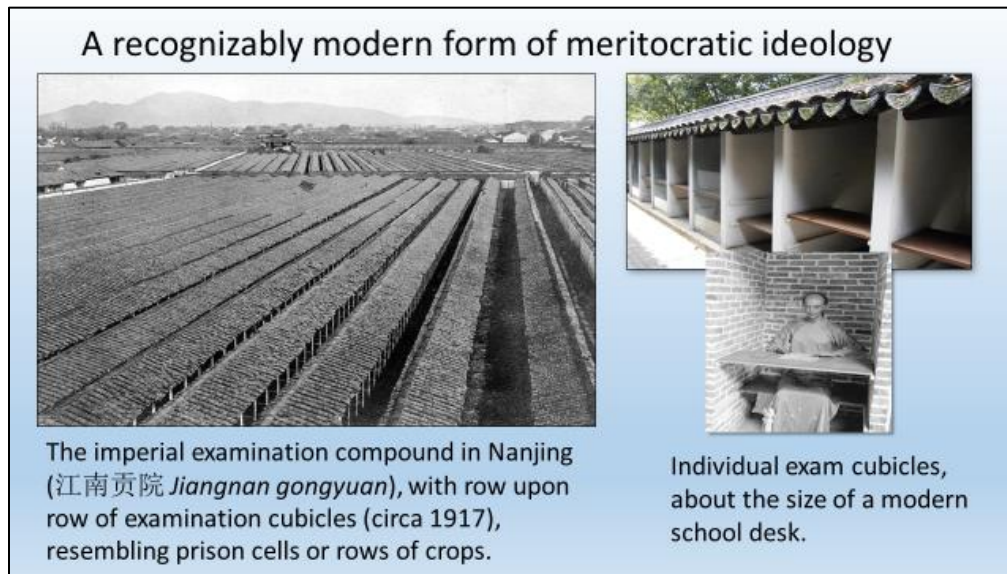 A recognizably modern form of meritocratic ideology
The imperial examination compound in Nanjing
(江南贡院 Jiangnan gongyuan), with row upon
row of examination cubicles (circa 1917),
resembling prison cells or rows of crops.
Individual exam cubicles,
about the size of a modern
school desk.